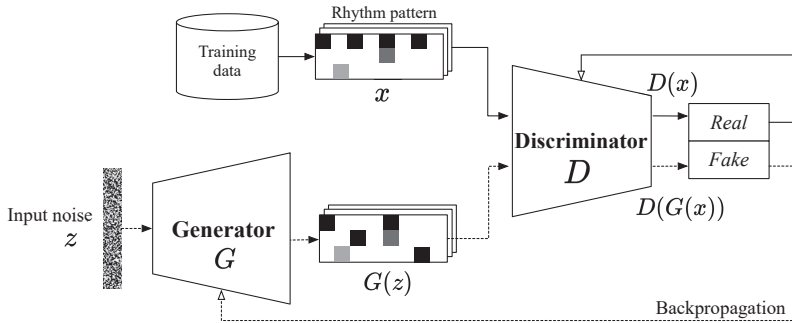 Rhythm pattern
Training
data
x
D(x)
Real
Discriminator
D
Fake
D(G(x))
Input noise
z
Generator
G
G(z)
Backpropagation